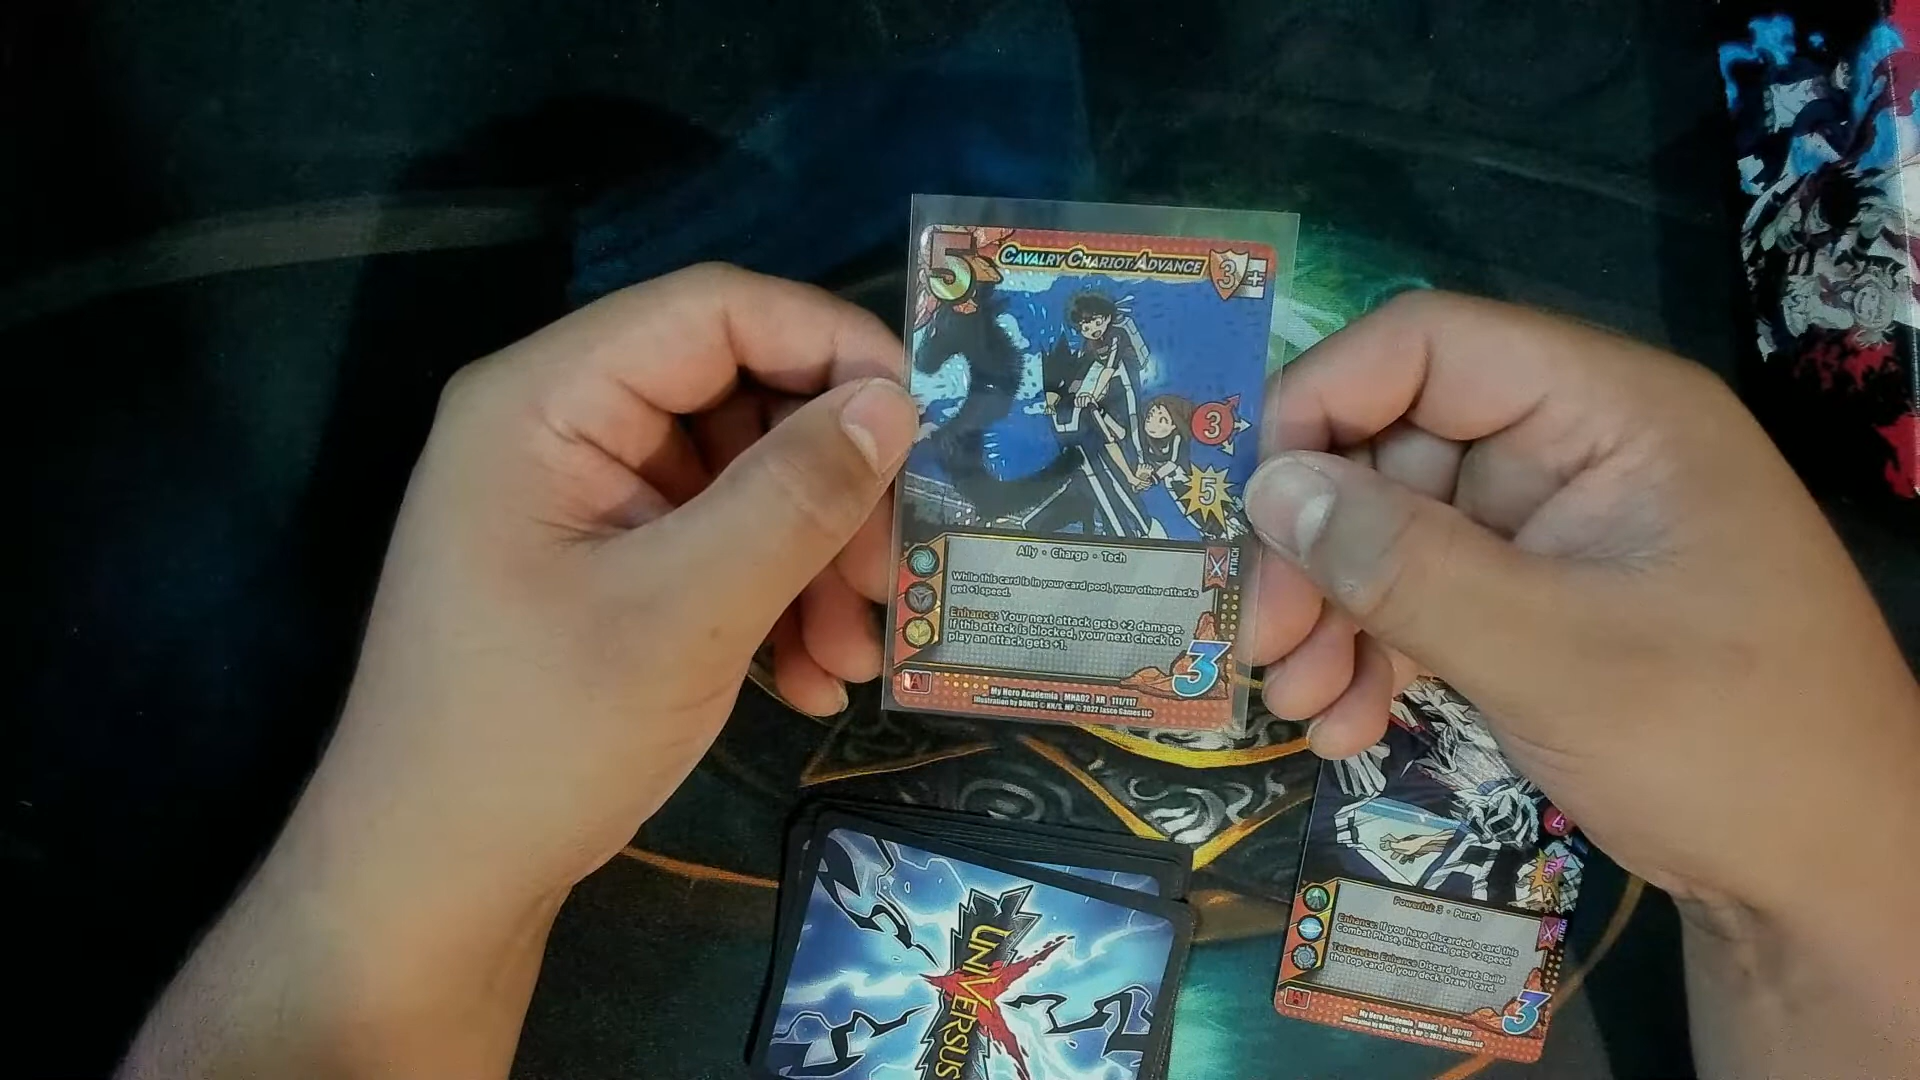 5
CAVALRY CHARIOT ADVANCE
3 +
3
5
Ally · Charge · Tech
ATTACK
While this card is in your card pool, your other attacks
get +1 speed.
Enhance: Your next attack gets +2 damage.
If this attack is blocked, your next check to
play an attack gets +1.
3
My Hero Academia MHA02 XR 111/117
Illustration by BONES © KH/S. MP © 2022 Jasco Games LLC
UNIVERSUS
4
5
Powerful: 3 · Punch
ATTACK
Enhance: If you have discarded a card this
Combat Phase, this attack gets +2 speed.
Tetsutetsu Enhance Discard 1 card: Build
the top card of your deck. Draw 1 card.
3
My Hero Academia MHA02 R 107/117